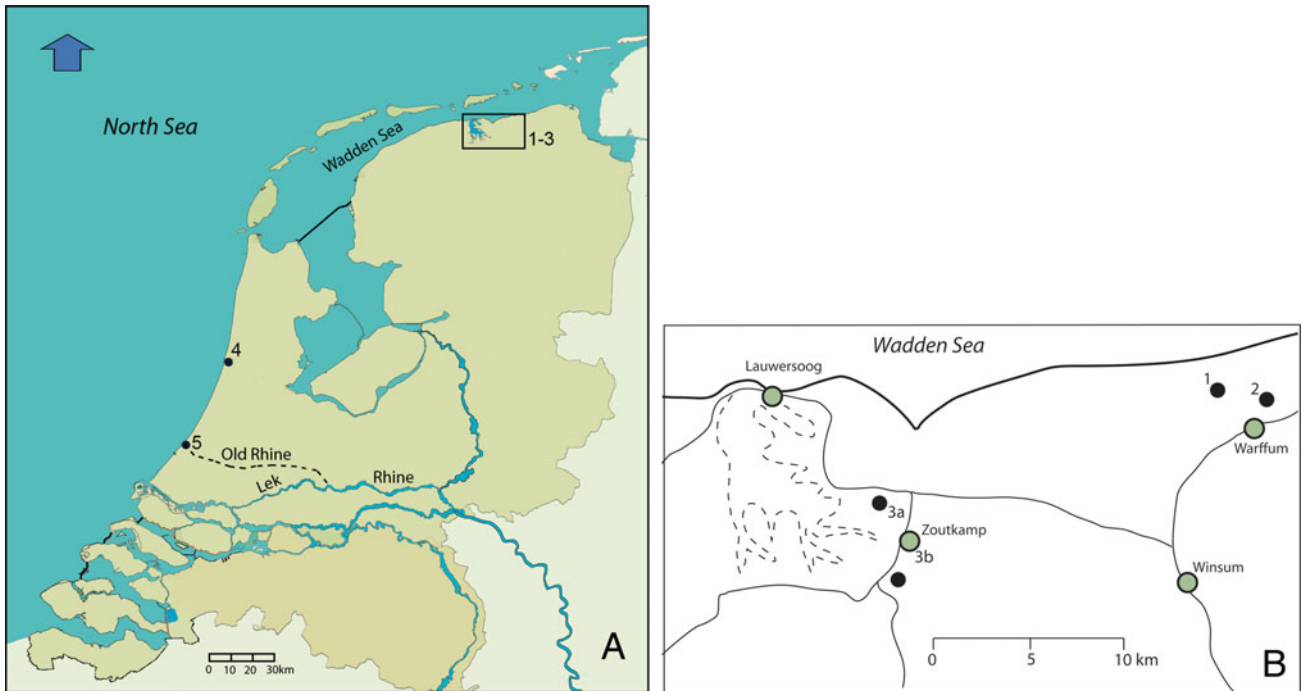 North Sea
Wadden Sea
1-3
4
5
Old Rhine
Lek
Rhine
0 10 20 30km
A
Wadden Sea
Lauwersoog
1
2
Warffum
3a
Zoutkamp
3b
Winsum
0 5 10 km
B